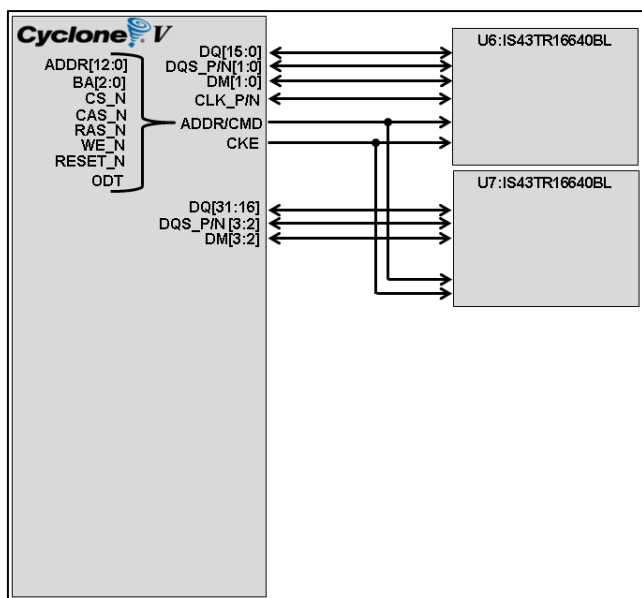 Cyclone V
ADDR[12:0]
BA[2:0]
CS_N
CAS_N
RAS_N
WE_N
RESET_N
ODT
DQ[15:0]
DQS_P/N[1:0]
DM[1:0]
CLK_P/N
ADDR/CMD
CKE
DQ[31:16]
DQS_P/N[3:2]
DM[3:2]
U6:IS43TR16640BL
U7:IS43TR16640BL